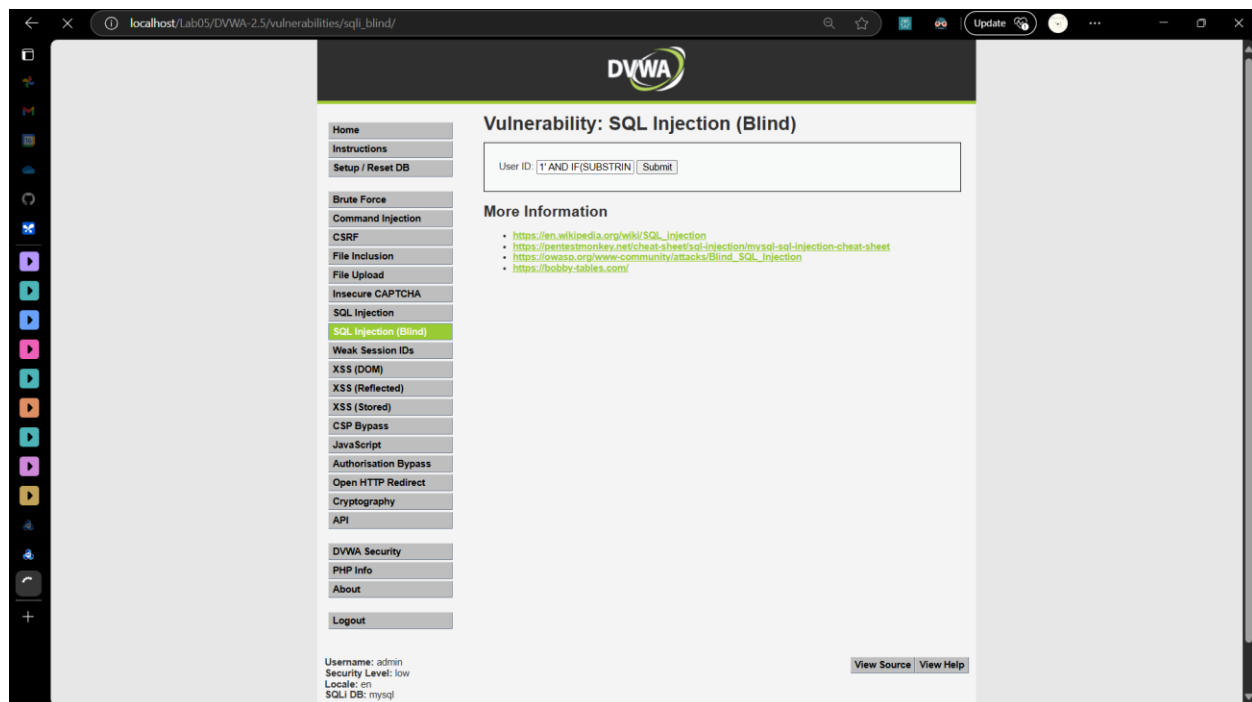 localhost/Lab05/DVWA-2.5/vulnerabilities/sqli_blind/
Update
DVWA
Home
Instructions
Setup / Reset DB
Brute Force
Command Injection
CSRF
File Inclusion
File Upload
Insecure CAPTCHA
SQL Injection
SQL Injection (Blind)
Weak Session IDs
XSS (DOM)
XSS (Reflected)
XSS (Stored)
CSP Bypass
JavaScript
Authorisation Bypass
Open HTTP Redirect
Cryptography
API
DVWA Security
PHP Info
About
Logout
Vulnerability: SQL Injection (Blind)
User ID: 1' AND IF(SUBSTRIN Submit
More Information
https://en.wikipedia.org/wiki/SQL_injection
https://pentestmonkey.net/cheat-sheet/sql-injection/mysql-sql-injection-cheat-sheet
https://owasp.org/www-community/attacks/Blind_SQL_Injection
https://bobby-tables.com/
Username: admin
Security Level: low
Locale: en
SQLi DB: mysql
View Source View Help